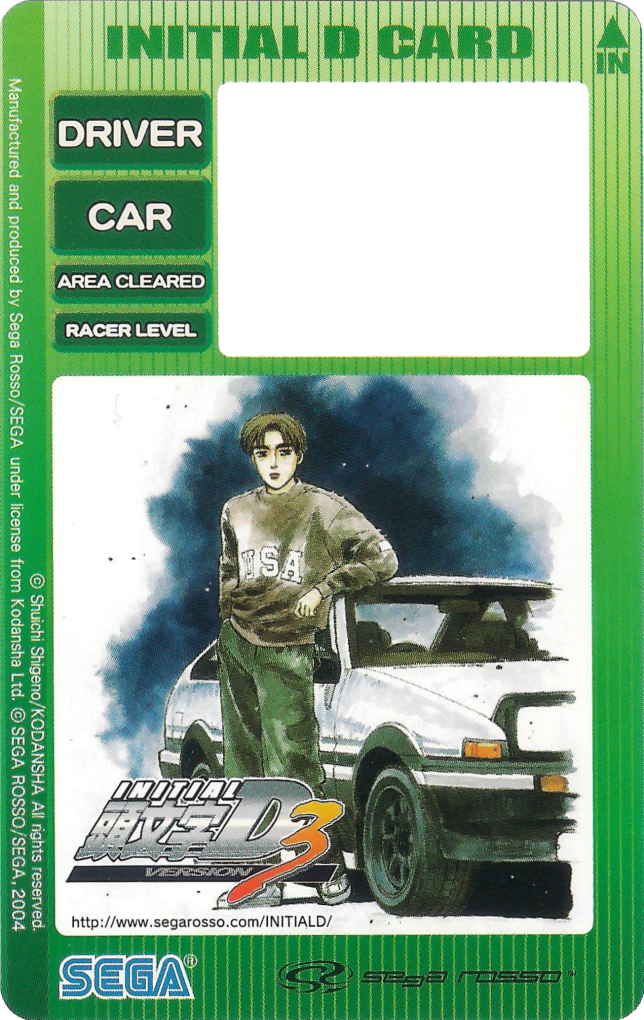 INITIAL D CARD
IN
DRIVER
CAR
AREA CLEARED
RACER LEVEL
USA
INITIAL
頭文字D3
VERSION
http://www.segarosso.com/INITIALD/
SEGA®
sega rosso™
© Shuichi Shigeno/KODANSHA All rights reserved.
Manufactured and produced by Sega Rosso/SEGA under license from Kodansha Ltd. © SEGA ROSSO/SEGA, 2004